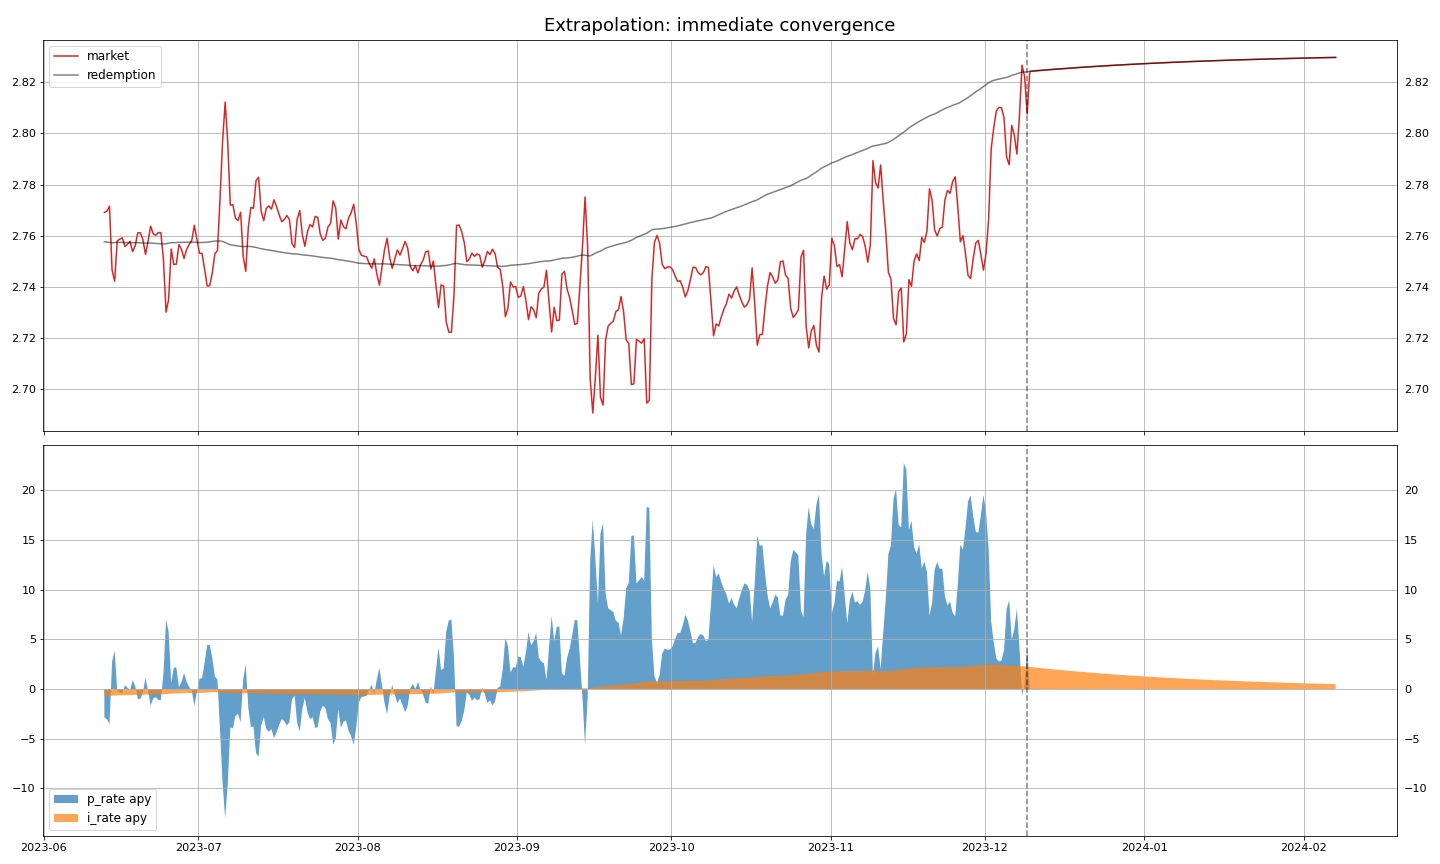 Extrapolation: immediate convergence
market
redemption
2.82 2.82
2.80 2.80
2.78 2.78
2.76 2.76
2.74 2.74
2.72 2.72
2.70 2.70
20 20
15 15
10 10
5 5
0 0
−5 −5
−10 −10
p_rate apy
i_rate apy
2023-06 2023-07 2023-08 2023-09 2023-10 2023-11 2023-12 2024-01 2024-02